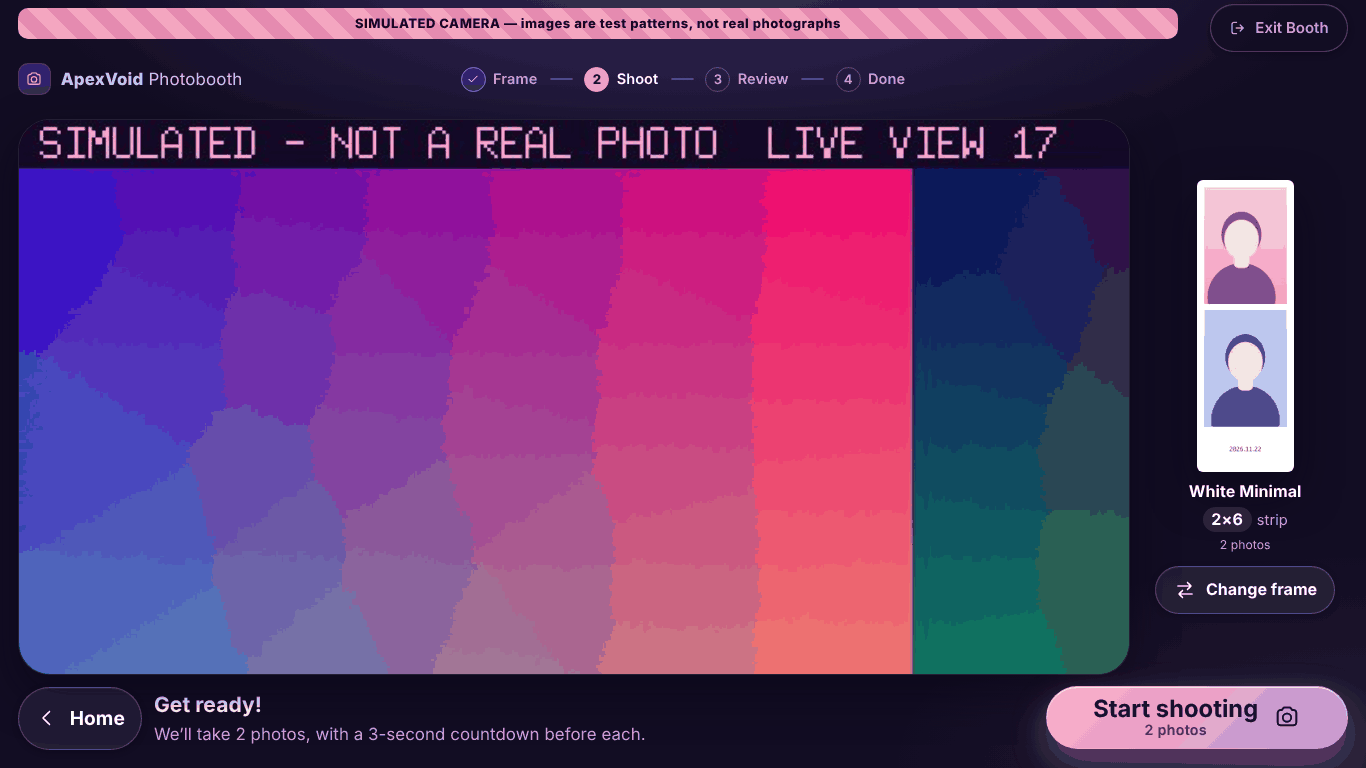 SIMULATED CAMERA — images are test patterns, not real photographs
Exit Booth
ApexVoid Photobooth
Frame
2 Shoot
3 Review
4 Done
SIMULATED - NOT A REAL PHOTO LIVE VIEW 17
2026.11.22
White Minimal
2×6 strip
2 photos
Change frame
Home
Get ready!
We’ll take 2 photos, with a 3-second countdown before each.
Start shooting
2 photos